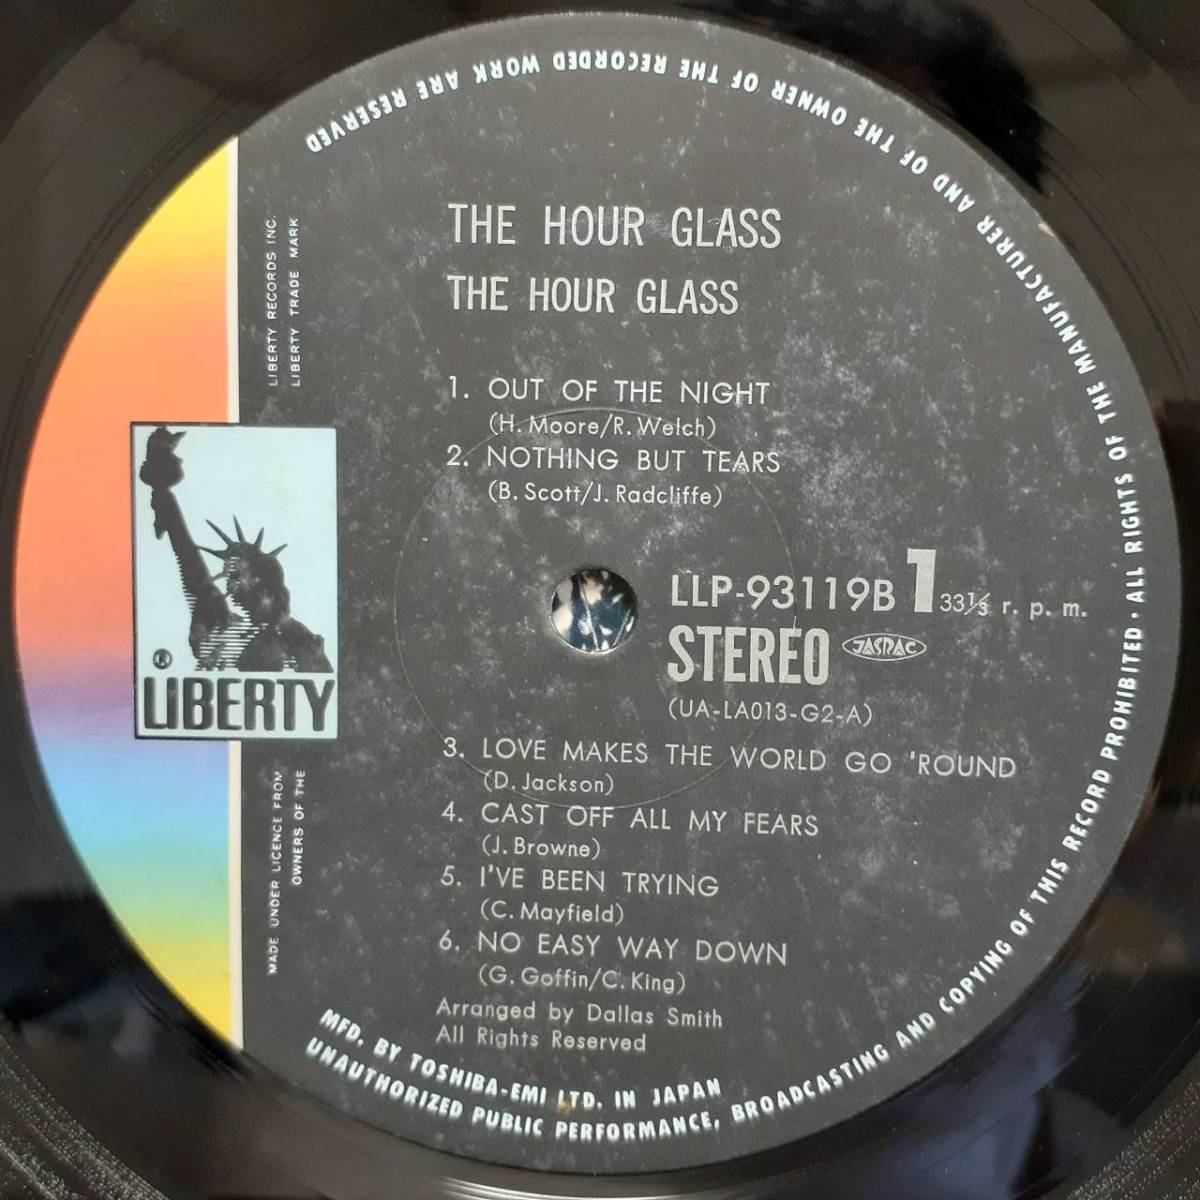 THE HOUR GLASS
THE HOUR GLASS
1. OUT OF THE NIGHT
(H. Moore/R. Welch)
2. NOTHING BUT TEARS
(B. Scott/J. Radcliffe)
LLP-93119B 1 33⅓ r. p. m.
STEREO JASRAC
(UA-LA013-G2-A)
3. LOVE MAKES THE WORLD GO 'ROUND
(D. Jackson)
4. CAST OFF ALL MY FEARS
(J. Browne)
5. I'VE BEEN TRYING
(C. Mayfield)
6. NO EASY WAY DOWN
(G. Goffin/C. King)
Arranged by Dallas Smith
All Rights Reserved
LIBERTY RECORDS INC.
LIBERTY TRADE MARK
®
LIBERTY
MADE UNDER LICENCE FROM
OWNERS OF THE
MFD. BY TOSHIBA-EMI LTD. IN JAPAN
UNAUTHORIZED PUBLIC PERFORMANCE, BROADCASTING AND COPYING OF THIS RECORD PROHIBITED • ALL RIGHTS OF THE MANUFACTURER AND OF THE OWNER OF THE RECORDED WORK ARE RESERVED